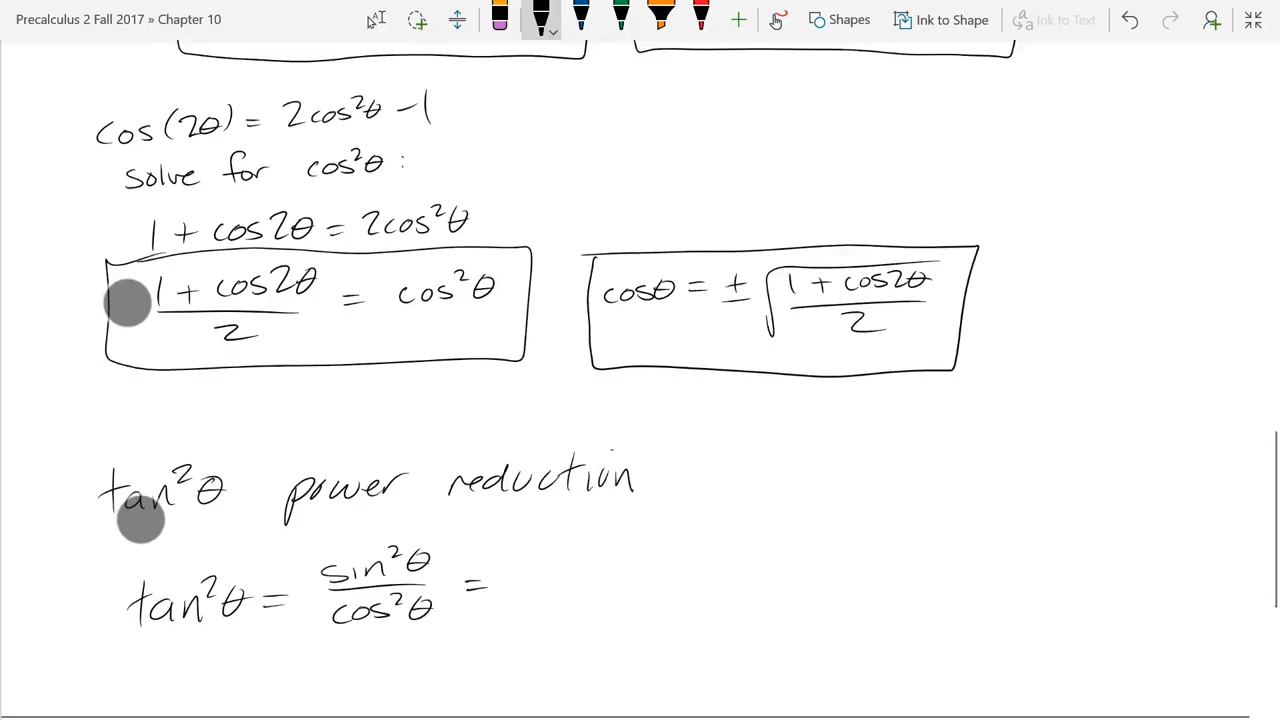 Precalculus 2 Fall 2017 » Chapter 10
Shapes
Ink to Shape
Ink to Text
cos(2θ) = 2cos²θ - 1
solve for cos²θ :
1 + cos2θ = 2cos²θ
(1 + cos2θ)/2 = cos²θ
cosθ = ± √((1 + cos2θ)/2)
tan²θ power reduction
tan²θ = sin²θ/cos²θ =